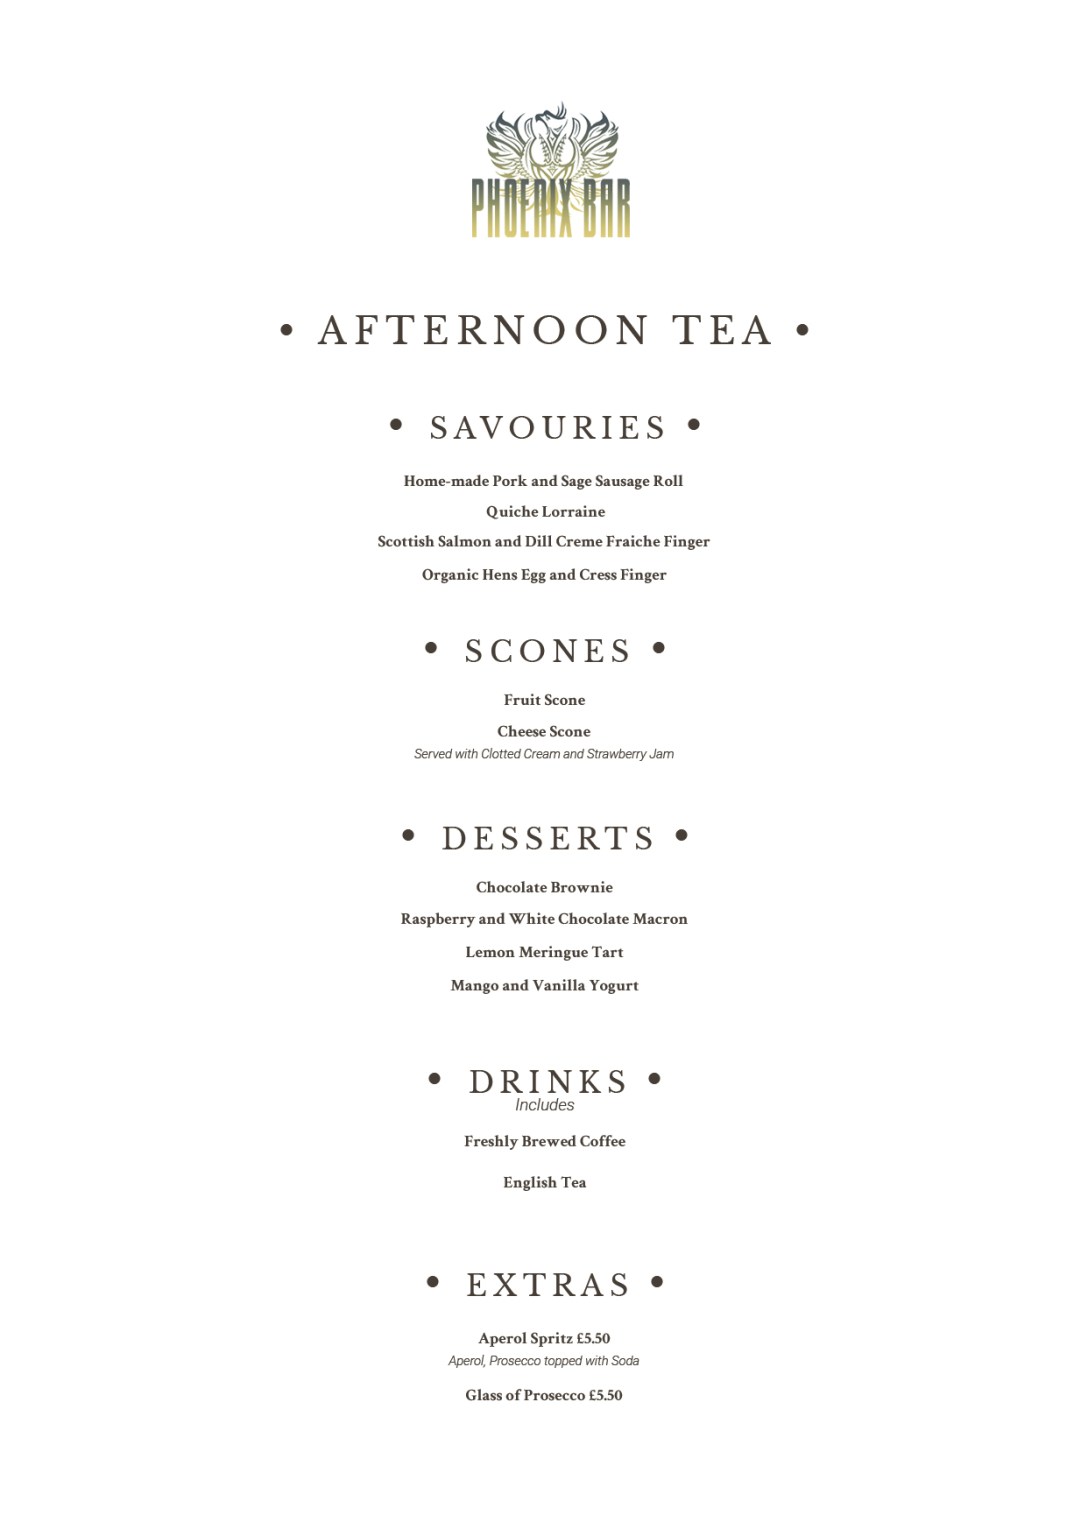 PHOENIX BAR
• AFTERNOON TEA •
• SAVOURIES •
Home-made Pork and Sage Sausage Roll
Quiche Lorraine
Scottish Salmon and Dill Creme Fraiche Finger
Organic Hens Egg and Cress Finger
• SCONES •
Fruit Scone
Cheese Scone
Served with Clotted Cream and Strawberry Jam
• DESSERTS •
Chocolate Brownie
Raspberry and White Chocolate Macron
Lemon Meringue Tart
Mango and Vanilla Yogurt
• DRINKS •
Includes
Freshly Brewed Coffee
English Tea
• EXTRAS •
Aperol Spritz £5.50
Aperol, Prosecco topped with Soda
Glass of Prosecco £5.50